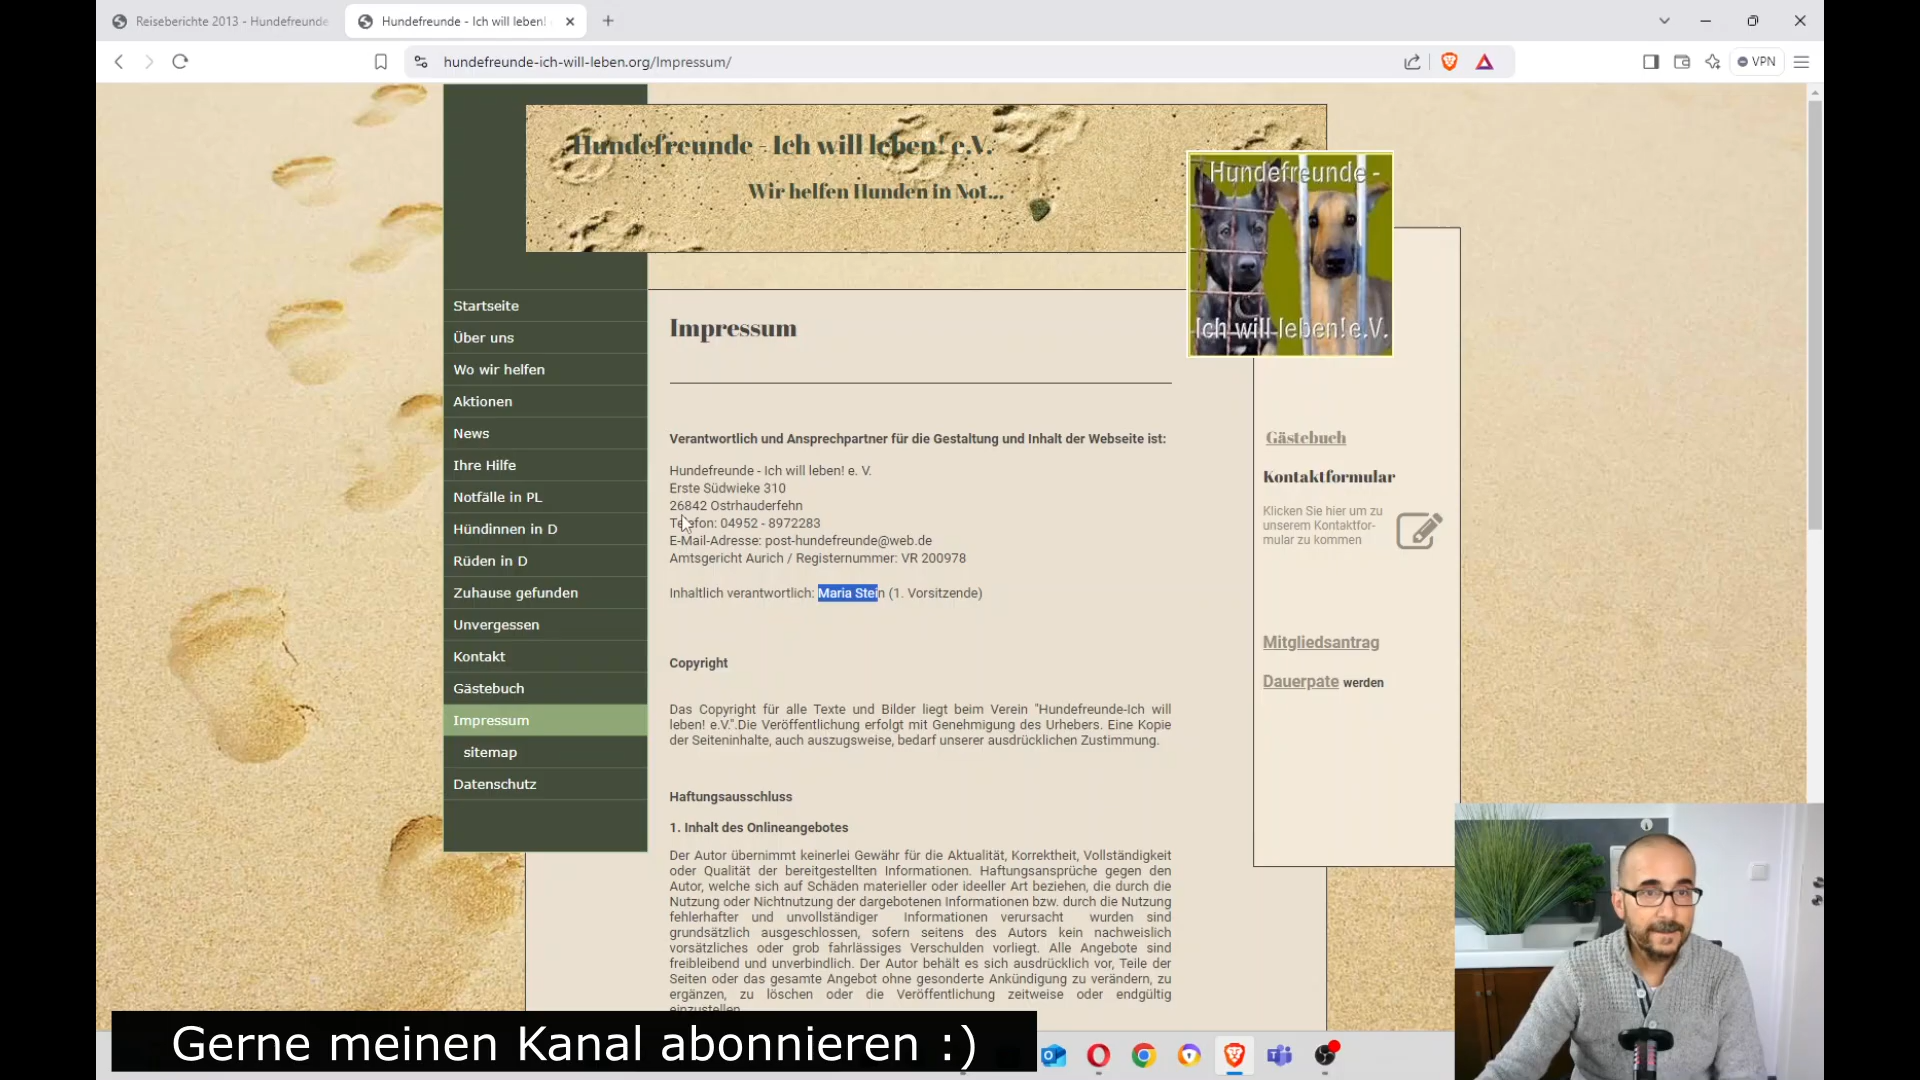 Reiseberichte 2013 - Hundefreunde
Hundefreunde - Ich will leben!
hundefreunde-ich-will-leben.org/Impressum/
VPN
Hundefreunde - Ich will leben! e.V.
Wir helfen Hunden in Not...
Hundefreunde -
Ich will leben! e.V.
Startseite
Über uns
Wo wir helfen
Aktionen
News
Ihre Hilfe
Notfälle in PL
Hündinnen in D
Rüden in D
Zuhause gefunden
Unvergessen
Kontakt
Gästebuch
Impressum
sitemap
Datenschutz
Impressum
Verantwortlich und Ansprechpartner für die Gestaltung und Inhalt der Webseite ist:
Hundefreunde - Ich will leben! e. V.
Erste Südwieke 310
26842 Ostrhauderfehn
Telefon: 04952 - 8972283
E-Mail-Adresse: post-hundefreunde@web.de
Amtsgericht Aurich / Registernummer: VR 200978
Inhaltlich verantwortlich: Maria Stein (1. Vorsitzende)
Copyright
Das Copyright für alle Texte und Bilder liegt beim Verein "Hundefreunde-Ich will
leben! e.V.".Die Veröffentlichung erfolgt mit Genehmigung des Urhebers. Eine Kopie
der Seiteninhalte, auch auszugsweise, bedarf unserer ausdrücklichen Zustimmung.
Haftungsausschluss
1. Inhalt des Onlineangebotes
Der Autor übernimmt keinerlei Gewähr für die Aktualität, Korrektheit, Vollständigkeit
oder Qualität der bereitgestellten Informationen. Haftungsansprüche gegen den
Autor, welche sich auf Schäden materieller oder ideeller Art beziehen, die durch die
Nutzung oder Nichtnutzung der dargebotenen Informationen bzw. durch die Nutzung
fehlerhafter und unvollständiger Informationen verursacht wurden sind
grundsätzlich ausgeschlossen, sofern seitens des Autors kein nachweislich
vorsätzliches oder grob fahrlässiges Verschulden vorliegt. Alle Angebote sind
freibleibend und unverbindlich. Der Autor behält es sich ausdrücklich vor, Teile der
Seiten oder das gesamte Angebot ohne gesonderte Ankündigung zu verändern, zu
ergänzen, zu löschen oder die Veröffentlichung zeitweise oder endgültig
einzustellen.
Gästebuch
Kontaktformular
Klicken Sie hier um zu
unserem Kontaktfor-
mular zu kommen
Mitgliedsantrag
Dauerpate werden
Gerne meinen Kanal abonnieren :)